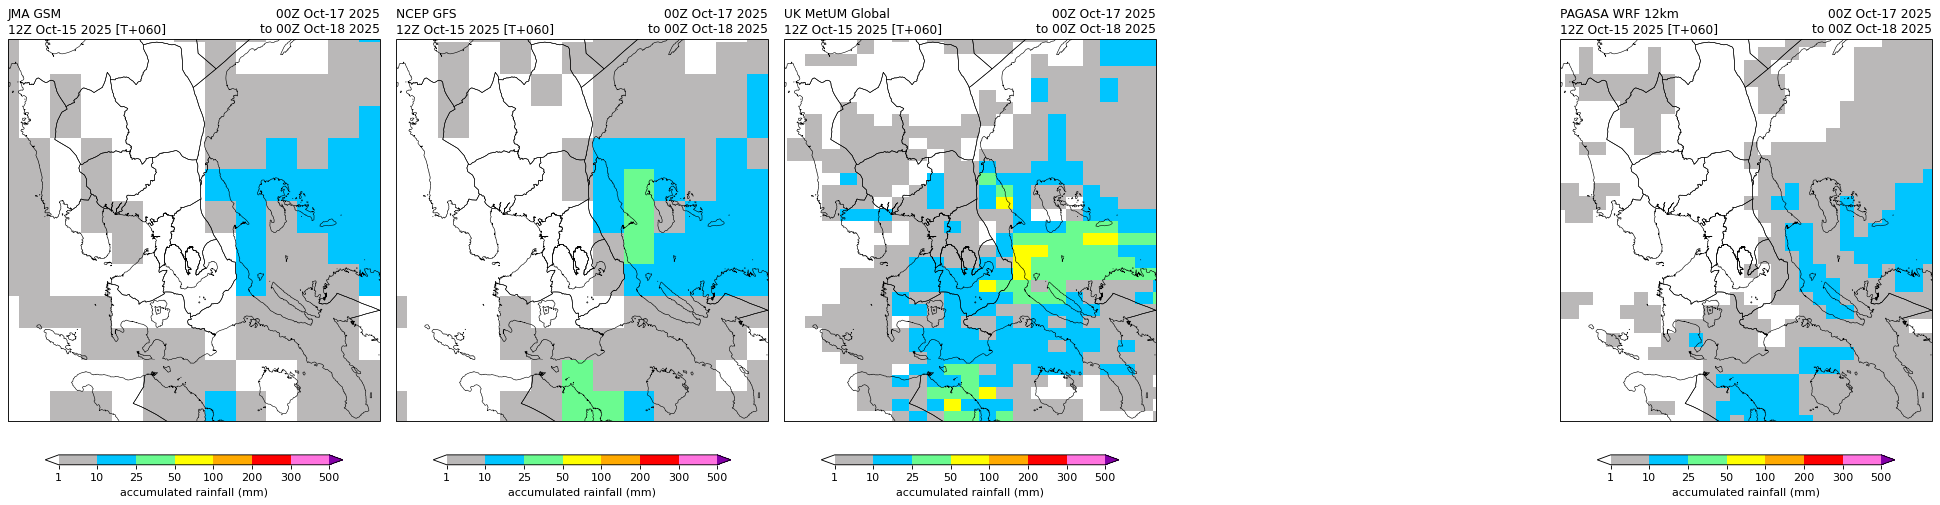 JMA GSM 00Z Oct-17 2025
12Z Oct-15 2025 [T+060] to 00Z Oct-18 2025
1 10 25 50 100 200 300 500
accumulated rainfall (mm)
NCEP GFS 00Z Oct-17 2025
12Z Oct-15 2025 [T+060] to 00Z Oct-18 2025
1 10 25 50 100 200 300 500
accumulated rainfall (mm)
UK MetUM Global 00Z Oct-17 2025
12Z Oct-15 2025 [T+060] to 00Z Oct-18 2025
1 10 25 50 100 200 300 500
accumulated rainfall (mm)
PAGASA WRF 12km 00Z Oct-17 2025
12Z Oct-15 2025 [T+060] to 00Z Oct-18 2025
1 10 25 50 100 200 300 500
accumulated rainfall (mm)